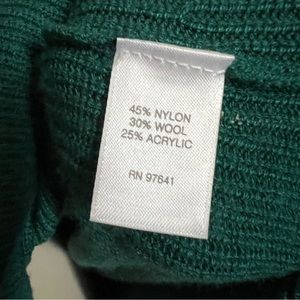 45% NYLON
30% WOOL
25% ACRYLIC
RN 97641